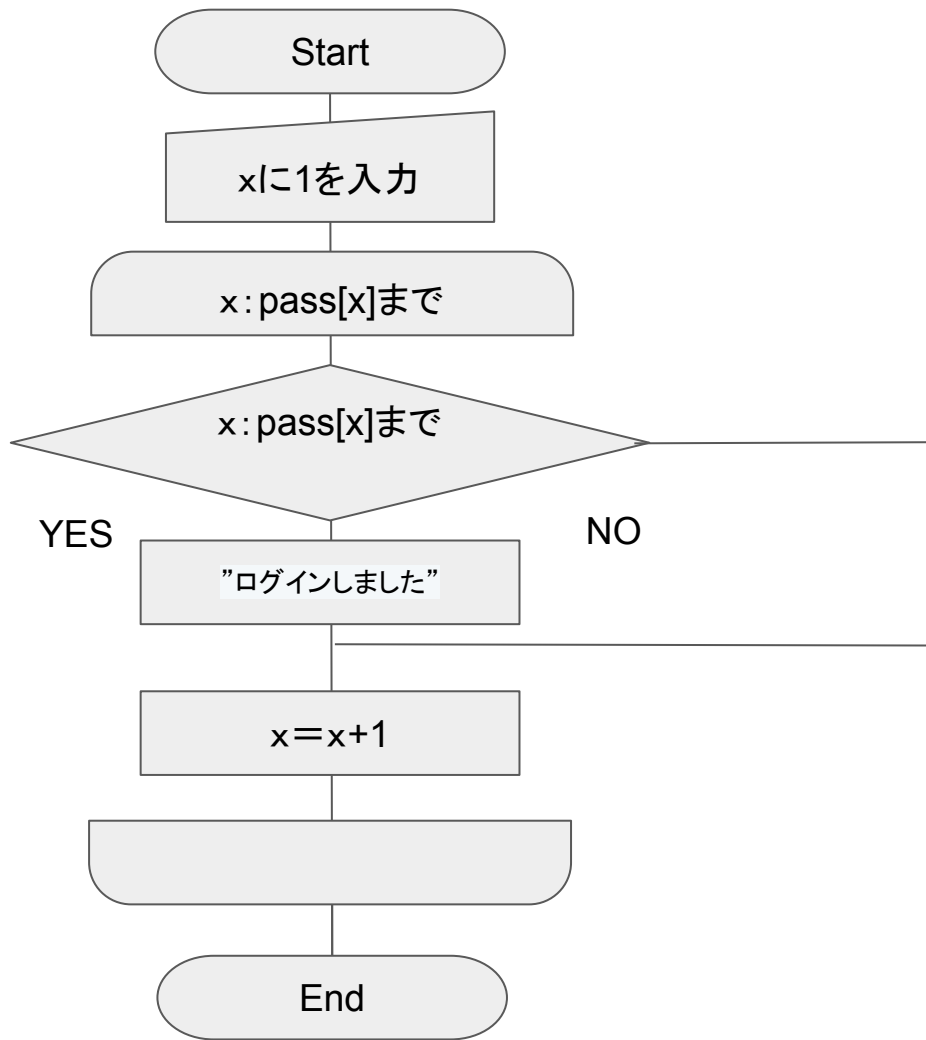 Start
xに1を入力
x：pass[x]まで
x：pass[x]まで
YES
NO
”ログインしました”
x＝x+1
End